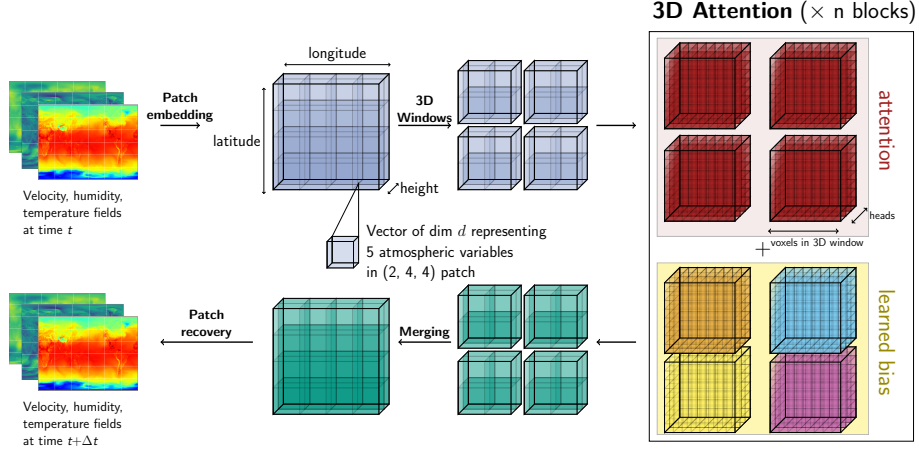 3D Attention (× n blocks)
longitude
Patch
embedding
3D
Windows
latitude
height
attention
heads
voxels in 3D window
+
Velocity, humidity,
temperature fields
at time t
Vector of dim d representing
5 atmospheric variables
in (2, 4, 4) patch
learned bias
Patch
recovery
Merging
Velocity, humidity,
temperature fields
at time t+Δt